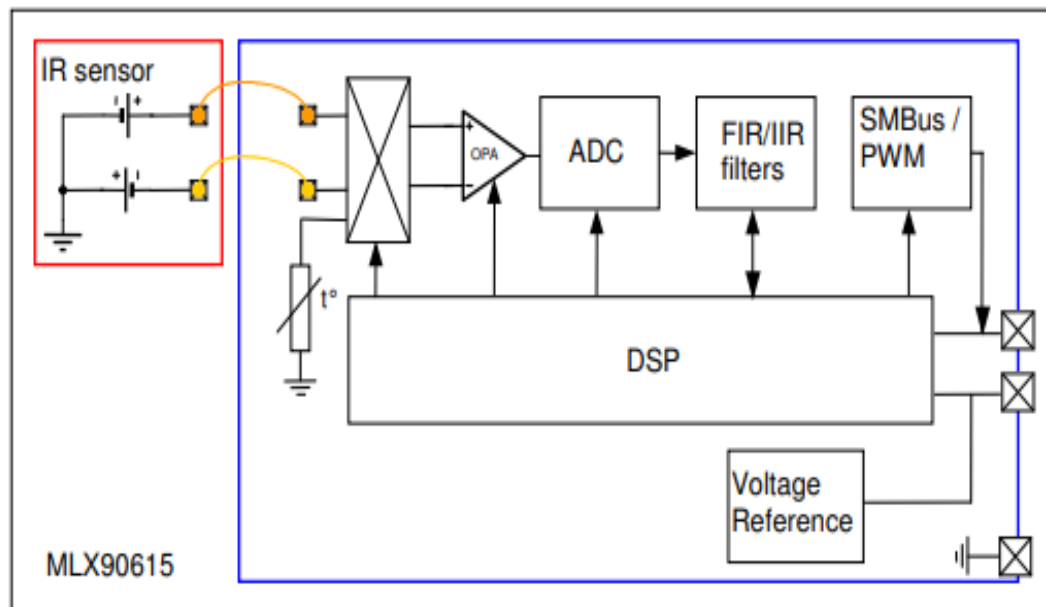 IR sensor
OPA
ADC
FIR/IIR
filters
SMBus /
PWM
t°
DSP
Voltage
Reference
MLX90615